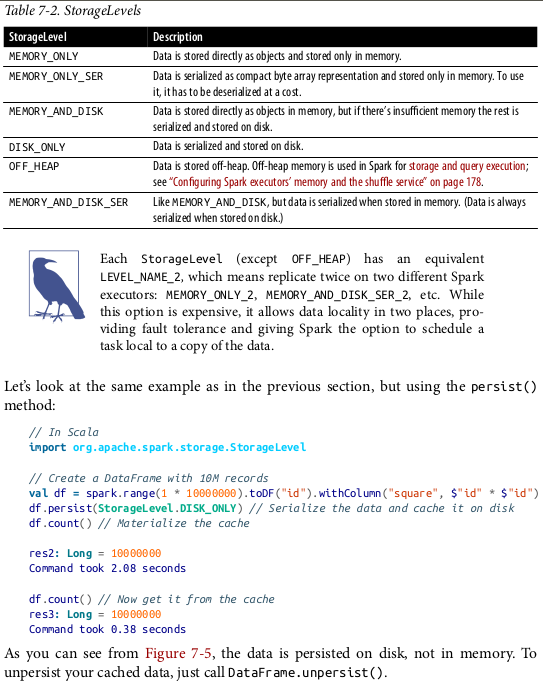 Table 7-2. StorageLevels
StorageLevel Description
MEMORY_ONLY Data is stored directly as objects and stored only in memory.
MEMORY_ONLY_SER Data is serialized as compact byte array representation and stored only in memory. To use
it, it has to be deserialized at a cost.
MEMORY_AND_DISK Data is stored directly as objects in memory, but if there's insufficient memory the rest is
serialized and stored on disk.
DISK_ONLY Data is serialized and stored on disk.
OFF_HEAP Data is stored off-heap. Off-heap memory is used in Spark for storage and query execution;
see “Configuring Spark executors’ memory and the shuffle service” on page 178.
MEMORY_AND_DISK_SER Like MEMORY_AND_DISK, but data is serialized when stored in memory. (Data is always
serialized when stored on disk.)
Each StorageLevel (except OFF_HEAP) has an equivalent
LEVEL_NAME_2, which means replicate twice on two different Spark
executors: MEMORY_ONLY_2, MEMORY_AND_DISK_SER_2, etc. While
this option is expensive, it allows data locality in two places, pro‐
viding fault tolerance and giving Spark the option to schedule a
task local to a copy of the data.
Let’s look at the same example as in the previous section, but using the persist()
method:
// In Scala
import org.apache.spark.storage.StorageLevel
// Create a DataFrame with 10M records
val df = spark.range(1 * 10000000).toDF("id").withColumn("square", $"id" * $"id")
df.persist(StorageLevel.DISK_ONLY) // Serialize the data and cache it on disk
df.count() // Materialize the cache
res2: Long = 10000000
Command took 2.08 seconds
df.count() // Now get it from the cache
res3: Long = 10000000
Command took 0.38 seconds
As you can see from Figure 7-5, the data is persisted on disk, not in memory. To
unpersist your cached data, just call DataFrame.unpersist().